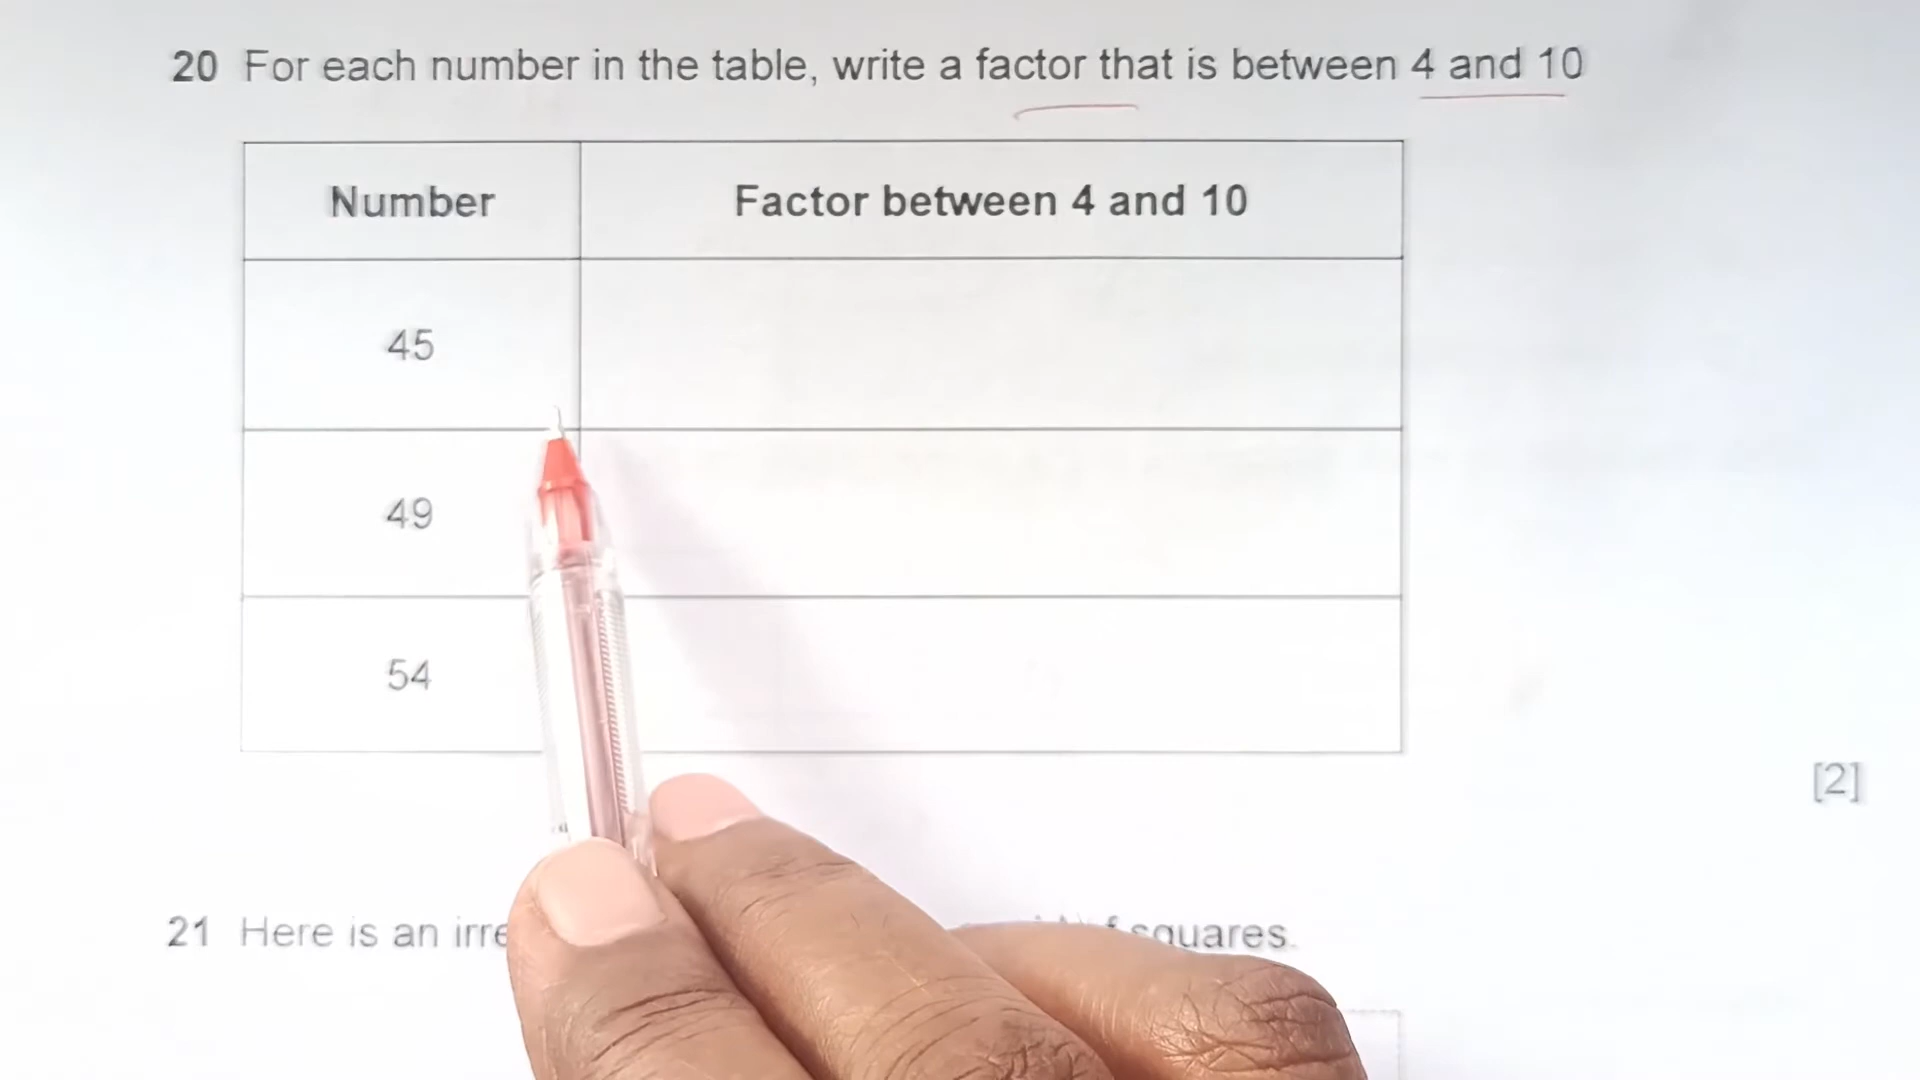 20 For each number in the table, write a factor that is between 4 and 10
Number Factor between 4 and 10
45
49
54
[2]
21 Here is an squares.